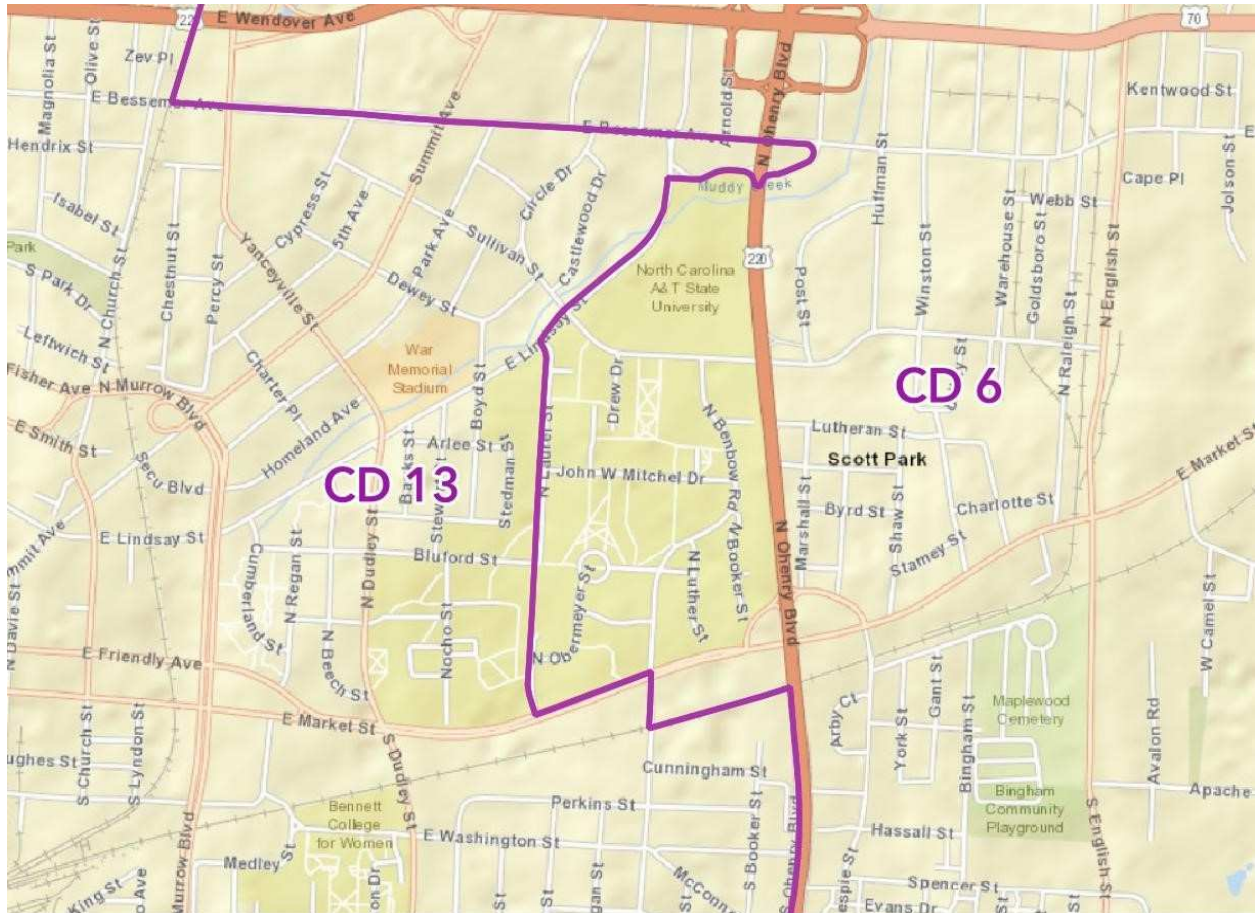 E Wendover Ave
22
70
Zev Pl
Olive St
Magnolia St
E Bessemer Ave
E Bessemer Ave
Arnold St
N Ohenry Blvd
Kentwood St
Hendrix St
Summit Ave
Circle Dr
Muddy Creek
Huffman St
Cape Pl
Jolson St
Webb St
Isabel St
Cypress St
5th Ave
Park Ave
Sullivan St
Castlewood Dr
Winston St
Warehouse St
Goldsboro St
N English St
Park
S Park Dr
Chestnut St
Percy St
N Church St
Yanceyville St
Dewey St
North Carolina
A&T State
University
220
Post St
N Raleigh St
Leftwich St
War
Memorial
Stadium
E Lindsay St
Fisher Ave
N Murrow Blvd
Charter Pl
Boyd St
Drew Dr
CD 6
E Smith St
Homeland Ave
Arlee St
N Laurel St
N Benbow Rd
Lutheran St
Scott Park
E Market St
Secu Blvd
CD 13
Banks St
Stedman St
John W Mitchel Dr
Marshall St
Byrd St
N Shaw St
Charlotte St
E Lindsay St
N Dudley St
Bluford St
N Booker St
Stamey St
Cumberland St
N Regan St
N Luther St
N Ohenry Blvd
N Davie St
N Beech St
Nocho St
N Obermeyer St
W Camel St
E Friendly Ave
E Market St
Arby Ct
York St
Gant St
Bingham St
Maplewood
Cemetery
Avalon Rd
S Church St
S Lyndon St
S Dudley St
Cunningham St
Perkins St
Bingham
Community
Playground
Apache
Bennett
College
for Women
E Washington St
S Booker St
S Ohenry Blvd
Hassall St
S English St
Medley St
Murrow Blvd
King St
Spencer St
Evans Dr